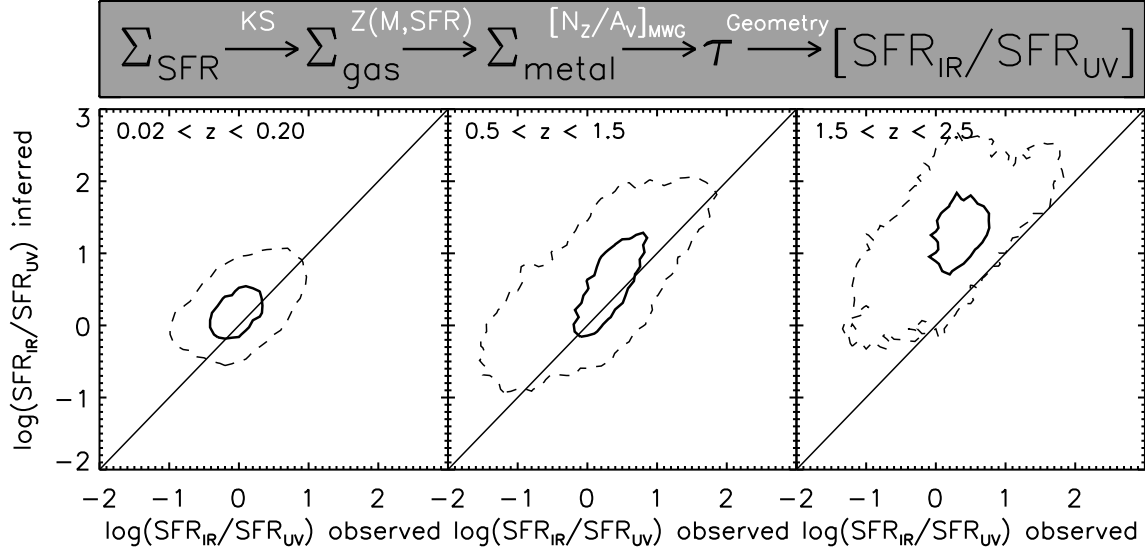 KS Z(M,SFR) [N_Z/A_V]_MWG Geometry
Σ_SFR → Σ_gas → Σ_metal → τ → [SFR_IR/SFR_UV]
0.02 < z < 0.20
0.5 < z < 1.5
1.5 < z < 2.5
log(SFR_IR/SFR_UV) inferred
3
2
1
0
−1
−2
−2 −1 0 1 2 −2 −1 0 1 2 −2 −1 0 1 2
log(SFR_IR/SFR_UV) observed
log(SFR_IR/SFR_UV) observed
log(SFR_IR/SFR_UV) observed